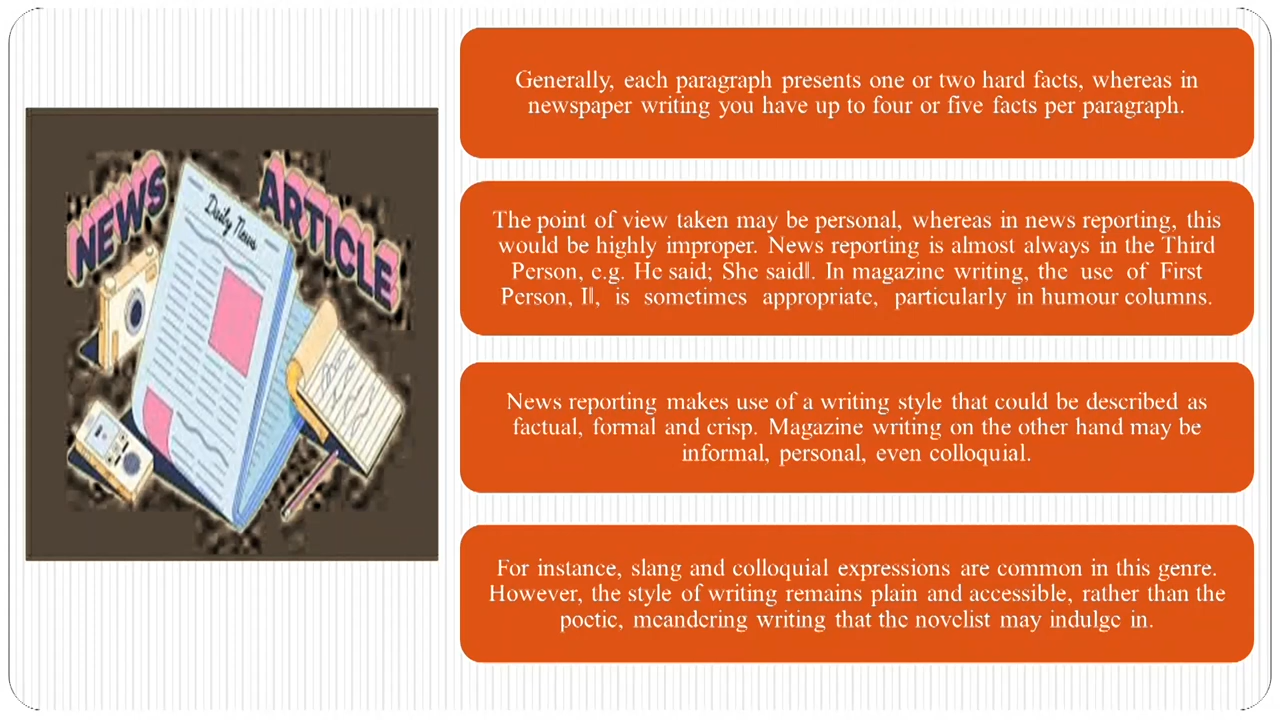 NEWS ARTICLE
Daily News
Generally, each paragraph presents one or two hard facts, whereas in
newspaper writing you have up to four or five facts per paragraph.
The point of view taken may be personal, whereas in news reporting, this
would be highly improper. News reporting is almost always in the Third
Person, e.g. He said; She said‖. In magazine writing, the use of First
Person, I‖, is sometimes appropriate, particularly in humour columns.
News reporting makes use of a writing style that could be described as
factual, formal and crisp. Magazine writing on the other hand may be
informal, personal, even colloquial.
For instance, slang and colloquial expressions are common in this genre.
However, the style of writing remains plain and accessible, rather than the
poetic, meandering writing that the novelist may indulge in.